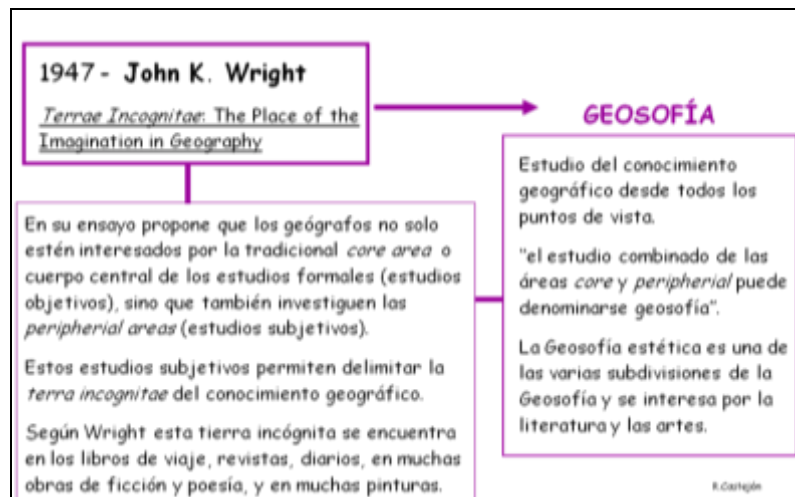 1947 - John K. Wright
Terrae Incognitae: The Place of the
Imagination in Geography
GEOSOFÍA
En su ensayo propone que los geógrafos no solo
estén interesados por la tradicional core area o
cuerpo central de los estudios formales (estudios
objetivos), sino que también investiguen las
peripherial areas (estudios subjetivos).
Estos estudios subjetivos permiten delimitar la
terra incognitae del conocimiento geográfico.
Según Wright esta tierra incógnita se encuentra
en los libros de viaje, revistas, diarios, en muchas
obras de ficción y poesía, y en muchas pinturas.
Estudio del conocimiento
geográfico desde todos los
puntos de vista.
"el estudio combinado de las
áreas core y peripherial puede
denominarse geosofía".
La Geosofía estética es una de
las varias subdivisiones de la
Geosofía y se interesa por la
literatura y las artes.
R.Castejón